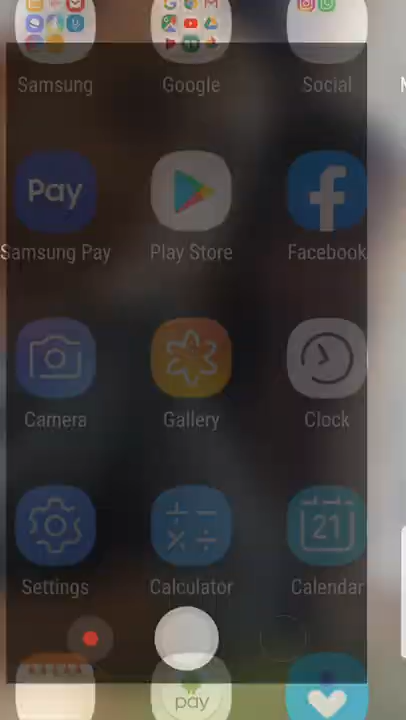 Samsung Google Social
Pay
Samsung Pay Play Store Facebook
Camera Gallery Clock
21
Settings Calculator Calendar
pay